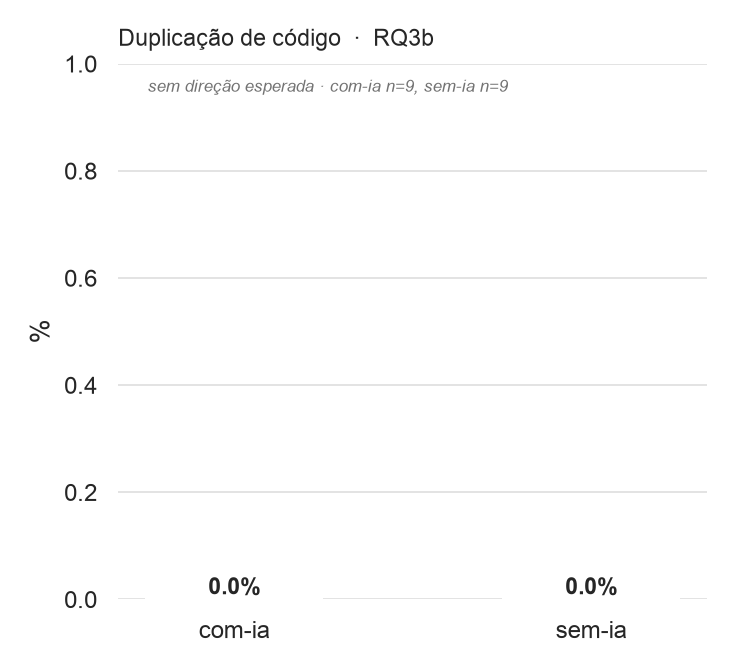 Duplicação de código · RQ3b
1.0
sem direção esperada · com-ia n=9, sem-ia n=9
0.8
0.6
%
0.4
0.2
0.0% 0.0%
0.0
com-ia sem-ia